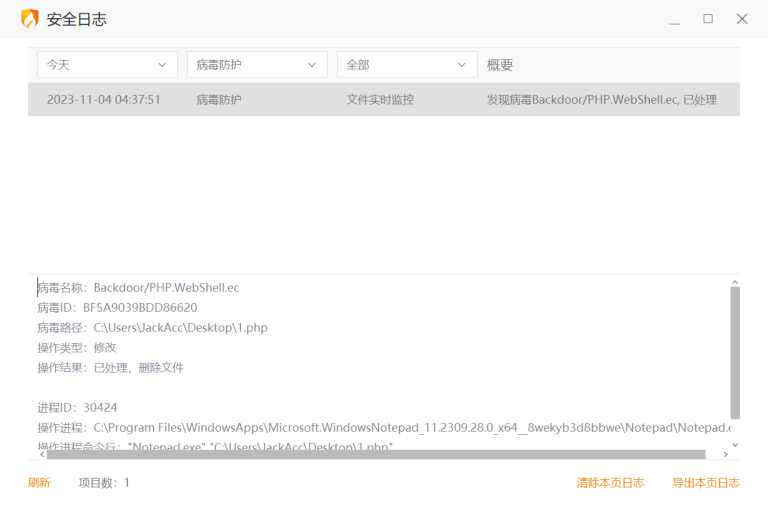 安全日志
今天 病毒防护 全部 概要
2023-11-04 04:37:51 病毒防护 文件实时监控 发现病毒Backdoor/PHP.WebShell.ec, 已处理
病毒名称：Backdoor/PHP.WebShell.ec
病毒ID：BF5A9039BDD86620
病毒路径：C:\Users\JackAcc\Desktop\1.php
操作类型：修改
操作结果：已处理，删除文件
进程ID：30424
操作进程：C:\Program Files\WindowsApps\Microsoft.WindowsNotepad_11.2309.28.0_x64__8wekyb3d8bbwe\Notepad\Notepad.e
操作进程命令行："Notepad.exe" "C:\Users\JackAcc\Desktop\1.php"
刷新 项目数：1 清除本页日志 导出本页日志